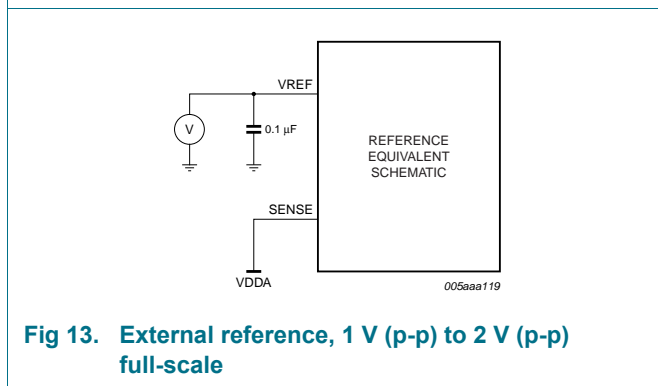 VREF
V
0.1 μF
REFERENCE
EQUIVALENT
SCHEMATIC
SENSE
VDDA
005aaa119
Fig 13. External reference, 1 V (p-p) to 2 V (p-p)
full-scale